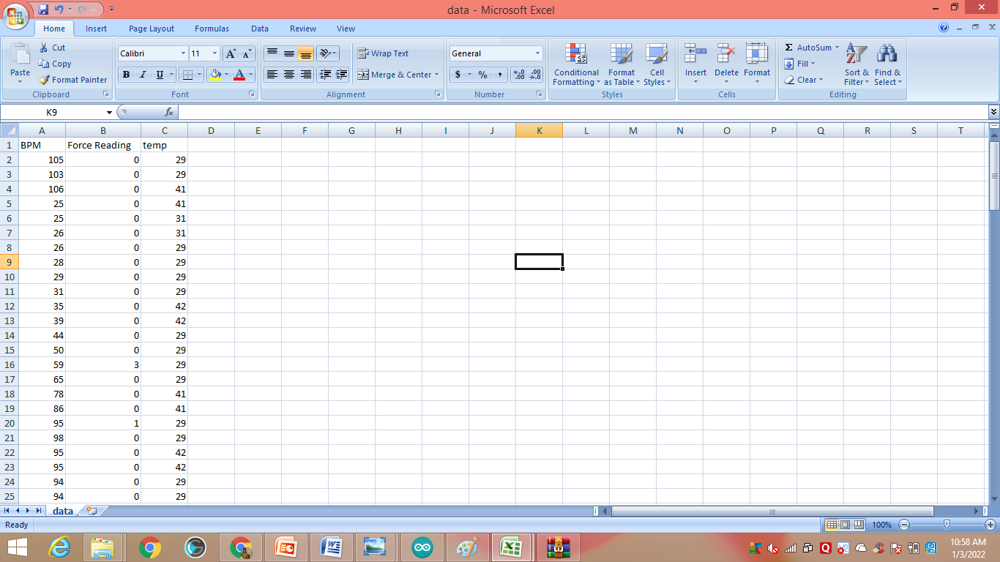 data - Microsoft Excel
Home Insert Page Layout Formulas Data Review View
Cut
Calibri 11 A A Wrap Text General AutoSum
Copy Fill
Paste Format Painter B I U A Merge & Center $ % , .0 .00 .00 .0 Conditional Formatting Format as Table Cell Styles Insert Delete Format Clear Sort & Filter Find & Select
Clipboard Font Alignment Number Styles Cells Editing
K9 fx
A B C D E F G H I J K L M N O P Q R S T
1 BPM Force Reading temp
2 105 0 29
3 103 0 29
4 106 0 41
5 25 0 41
6 25 0 31
7 26 0 31
8 26 0 29
9 28 0 29
10 29 0 29
11 31 0 29
12 35 0 42
13 39 0 42
14 44 0 29
15 50 0 29
16 59 3 29
17 65 0 29
18 78 0 41
19 86 0 41
20 95 1 29
21 98 0 29
22 95 0 42
23 95 0 42
24 94 0 29
25 94 0 29
data
Ready 100%
10:58 AM
1/3/2022